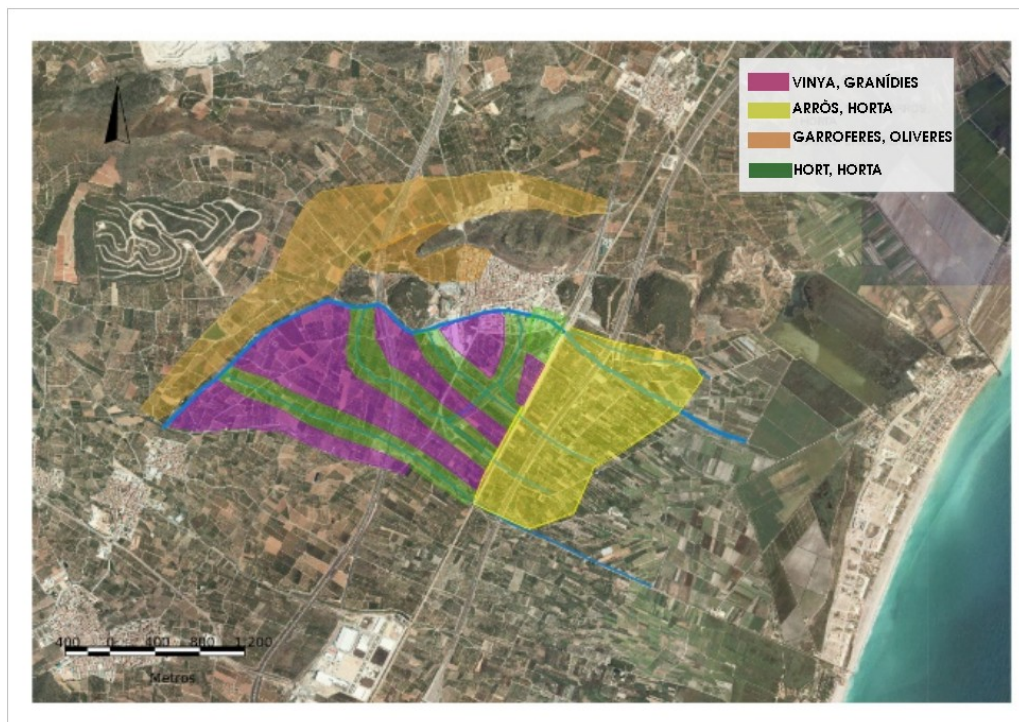 VINYA, GRANÍDIES
ARRÒS, HORTA
GARROFERES, OLIVERES
HORT, HORTA
400 0 400 800 1.200
Metros